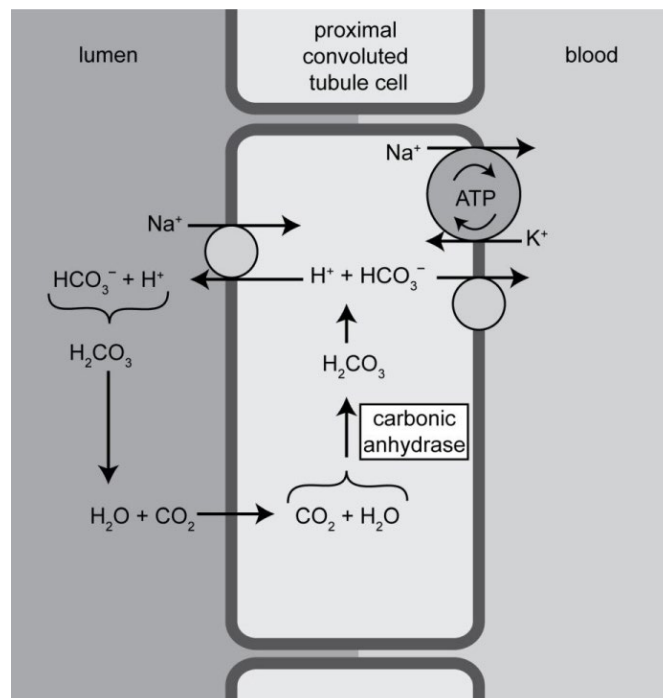 lumen
proximal
convoluted
tubule cell
blood
Na⁺
ATP
K⁺
Na⁺
HCO₃⁻ + H⁺
H⁺ + HCO₃⁻
H₂CO₃
H₂CO₃
carbonic
anhydrase
H₂O + CO₂
CO₂ + H₂O